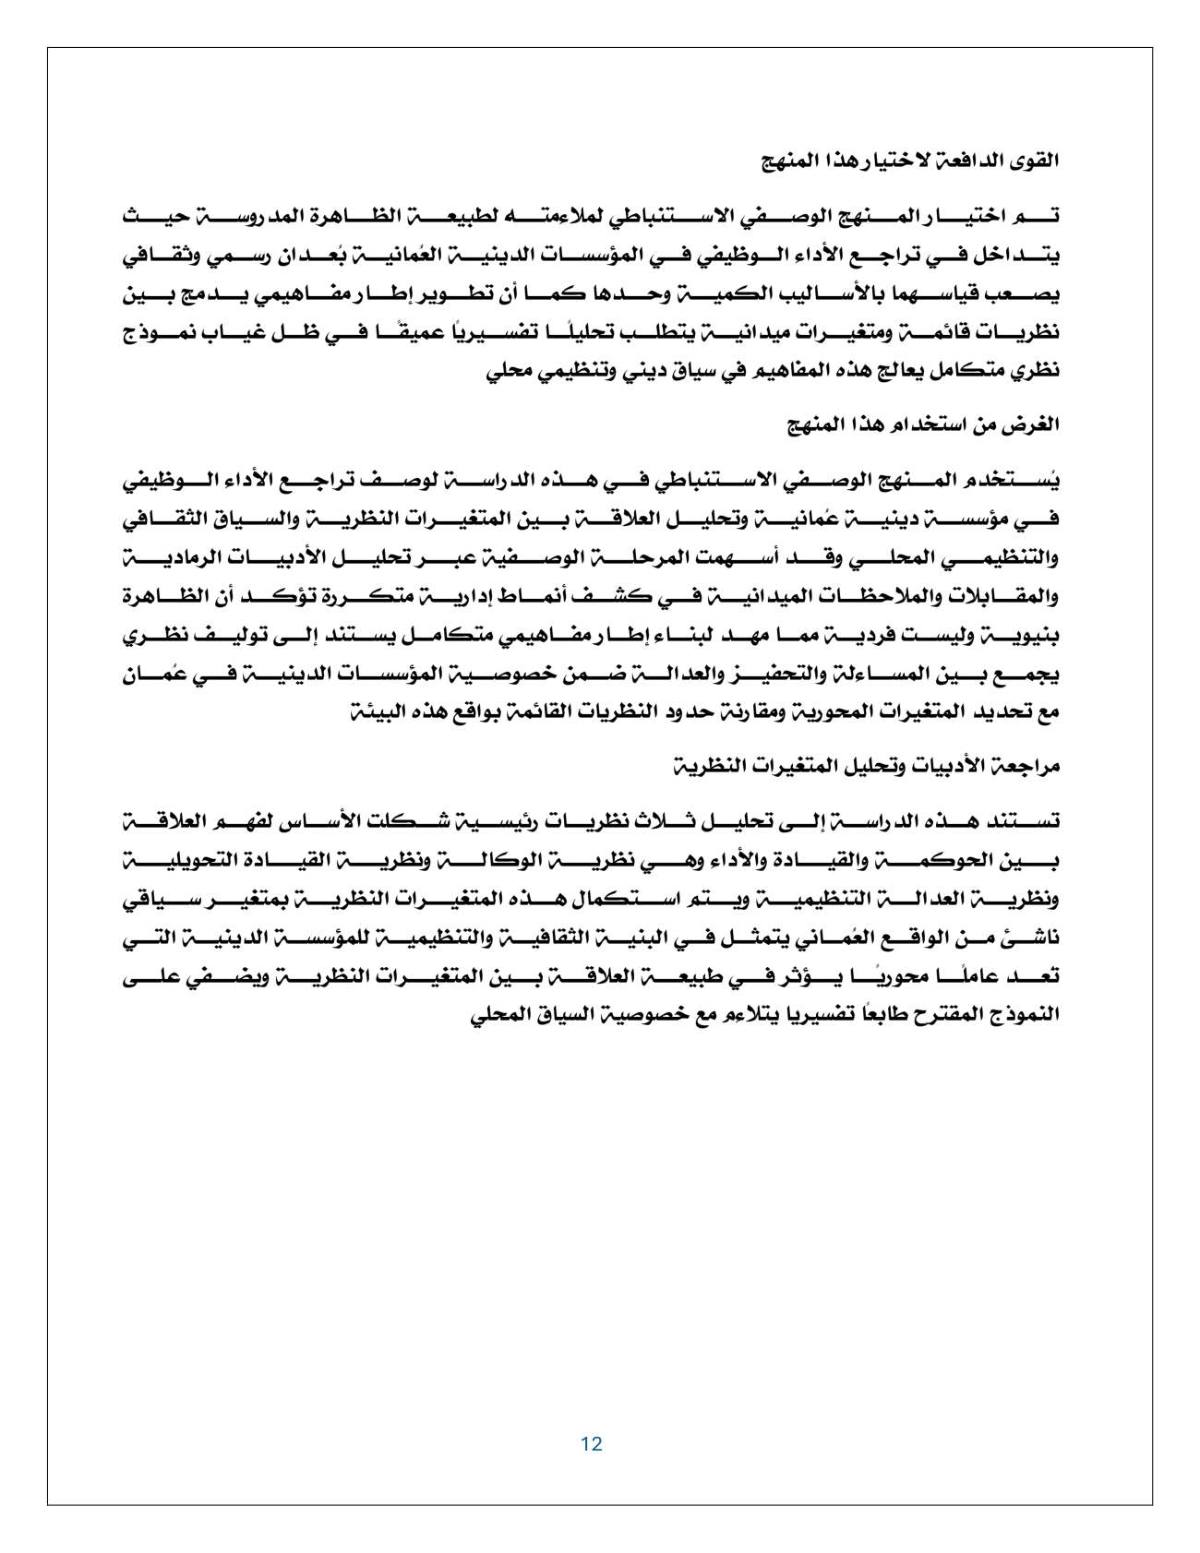 القوى الدافعة لاختيار هذا المنهج
تم اختيار المنهج الوصفي الاستنباطي لملاءمته لطبيعة الظاهرة المدروسة حيث
يتداخل في تراجع الأداء الوظيفي في المؤسسات الدينية العُمانية بُعدان رسمي وثقافي
يصعب قياسهما بالأساليب الكمية وحدها كما أن تطوير إطار مفاهيمي يدمج بين
نظريات قائمة ومتغيرات ميدانية يتطلب تحليلًا تفسيريًا عميقًا في ظل غياب نموذج
نظري متكامل يعالج هذه المفاهيم في سياق ديني وتنظيمي محلي
الغرض من استخدام هذا المنهج
يُستخدم المنهج الوصفي الاستنباطي في هذه الدراسة لوصف تراجع الأداء الوظيفي
في مؤسسة دينية عُمانية وتحليل العلاقة بين المتغيرات النظرية والسياق الثقافي
والتنظيمي المحلي وقد أسهمت المرحلة الوصفية عبر تحليل الأدبيات الرمادية
والمقابلات والملاحظات الميدانية في كشف أنماط إدارية متكررة تؤكد أن الظاهرة
بنيوية وليست فردية مما مهد لبناء إطار مفاهيمي متكامل يستند إلى توليف نظري
يجمع بين المساءلة والتحفيز والعدالة ضمن خصوصية المؤسسات الدينية في عُمان
مع تحديد المتغيرات المحورية ومقارنة حدود النظريات القائمة بواقع هذه البيئة
مراجعة الأدبيات وتحليل المتغيرات النظرية
تستند هذه الدراسة إلى تحليل ثلاث نظريات رئيسية شكلت الأساس لفهم العلاقة
بين الحوكمة والقيادة والأداء وهي نظرية الوكالة ونظرية القيادة التحويلية
ونظرية العدالة التنظيمية ويتم استكمال هذه المتغيرات النظرية بمتغير سياقي
ناشئ من الواقع العُماني يتمثل في البنية الثقافية والتنظيمية للمؤسسة الدينية التي
تعد عاملًا محوريًا يؤثر في طبيعة العلاقة بين المتغيرات النظرية ويضفي على
النموذج المقترح طابعًا تفسيريا يتلاءم مع خصوصية السياق المحلي
12